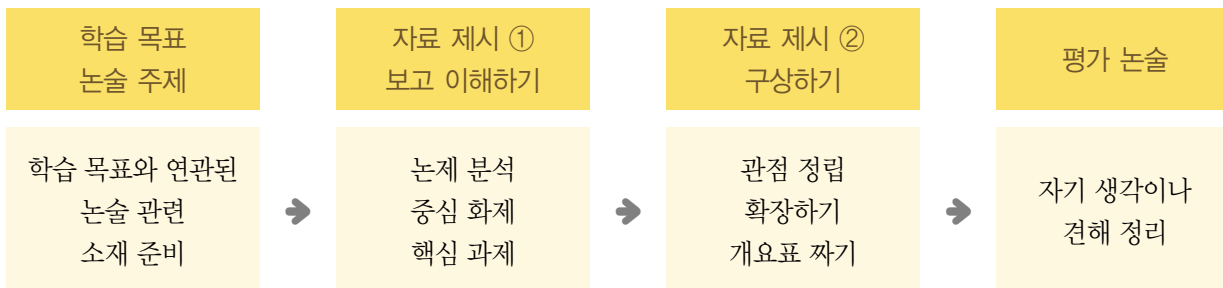 학습 목표
논술 주제
자료 제시 ①
보고 이해하기
자료 제시 ②
구상하기
평가 논술
학습 목표와 연관된
논술 관련
소재 준비
논제 분석
중심 화제
핵심 과제
관점 정립
확장하기
개요표 짜기
자기 생각이나
견해 정리